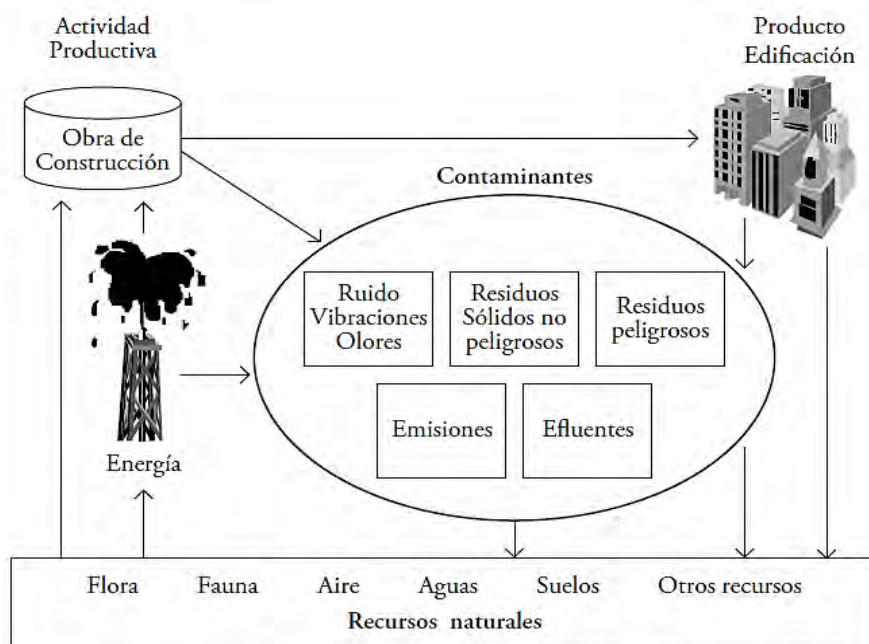 Actividad
Productiva
Producto
Edificación
Obra de
Construcción
Contaminantes
Ruido
Vibraciones
Olores
Residuos
Sólidos no
peligrosos
Residuos
peligrosos
Emisiones
Efluentes
Energía
Flora Fauna Aire Aguas Suelos Otros recursos
Recursos naturales